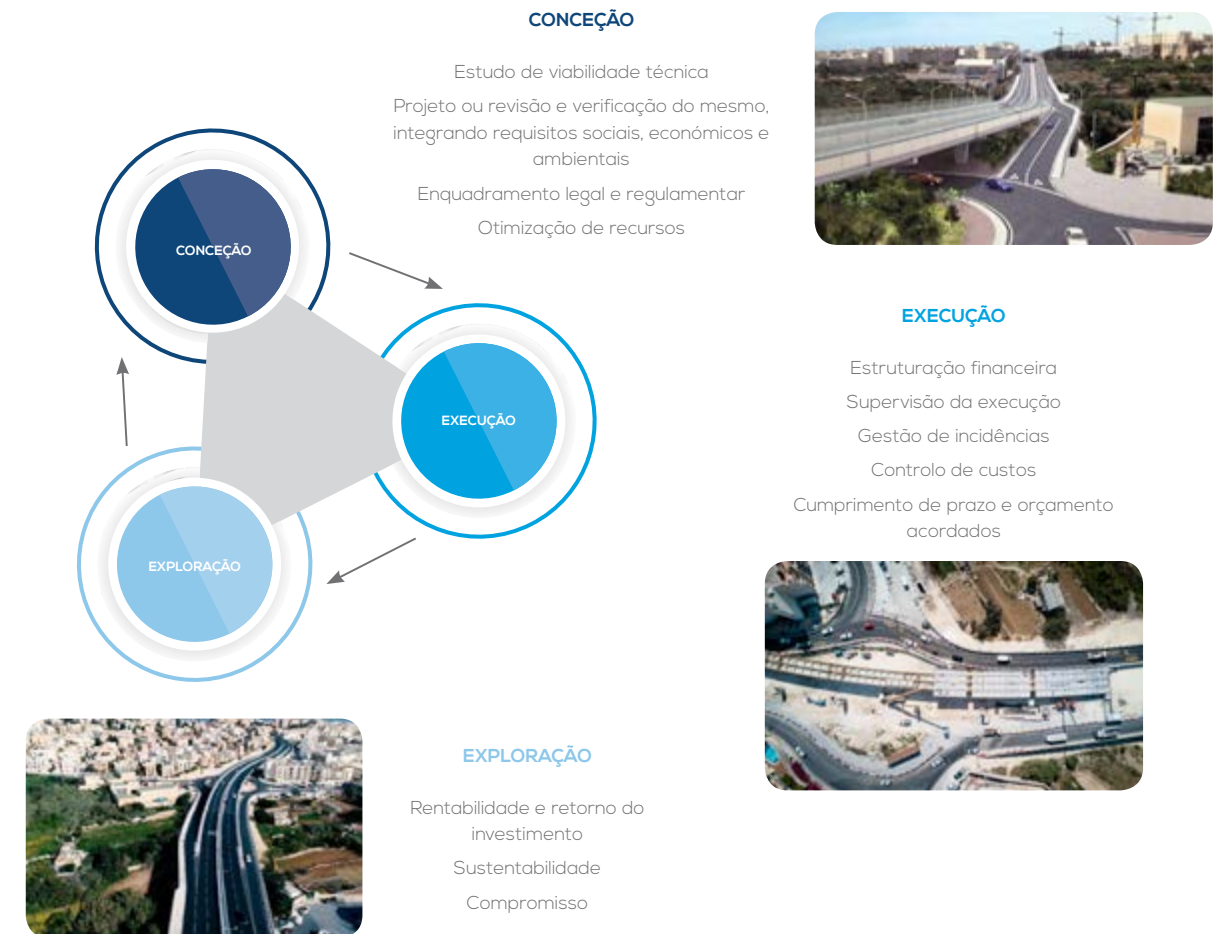 CONCEÇÃO
Estudo de viabilidade técnica
Projeto ou revisão e verificação do mesmo,
integrando requisitos sociais, económicos e
ambientais
Enquadramento legal e regulamentar
Otimização de recursos
CONCEÇÃO
EXECUÇÃO
EXPLORAÇÃO
EXECUÇÃO
Estruturação financeira
Supervisão da execução
Gestão de incidências
Controlo de custos
Cumprimento de prazo e orçamento
acordados
EXPLORAÇÃO
Rentabilidade e retorno do
investimento
Sustentabilidade
Compromisso